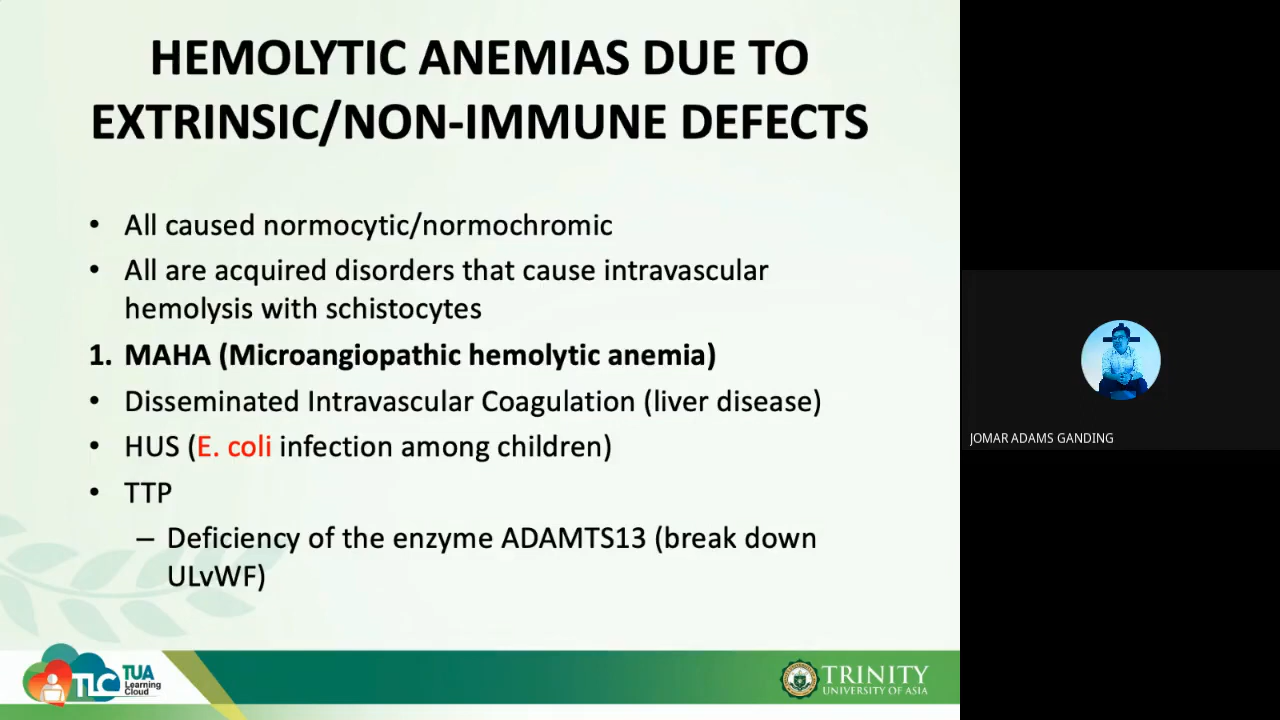 HEMOLYTIC ANEMIAS DUE TO
EXTRINSIC/NON-IMMUNE DEFECTS
• All caused normocytic/normochromic
• All are acquired disorders that cause intravascular
hemolysis with schistocytes
1. MAHA (Microangiopathic hemolytic anemia)
• Disseminated Intravascular Coagulation (liver disease)
• HUS (E. coli infection among children)
• TTP
– Deficiency of the enzyme ADAMTS13 (break down
ULvWF)
JOMAR ADAMS GANDING
TLC TUA
Learning
Cloud
TRINITY
UNIVERSITY OF ASIA